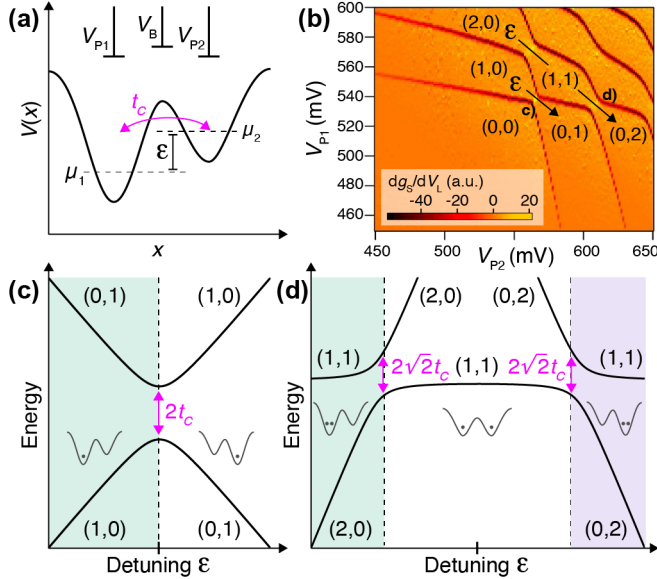 (a)
V_P1
V_B
V_P2
V(x)
t_c
μ_2
ε
μ_1
x
(b)
600
580
560
540
520
500
480
460
V_P1 (mV)
(2,0)
ε
(1,0)
ε
(1,1)
d)
c)
(0,0)
(0,1)
(0,2)
dg_S/dV_L (a.u.)
-40 -20 0 20
450 500 600 650
V_P2 (mV)
(c)
(0,1) (1,0)
2t_c
Energy
(1,0) (0,1)
Detuning ε
(d)
(2,0) (0,2)
(1,1) 2√2t_c (1,1) 2√2t_c (1,1)
Energy
(2,0) (0,2)
Detuning ε